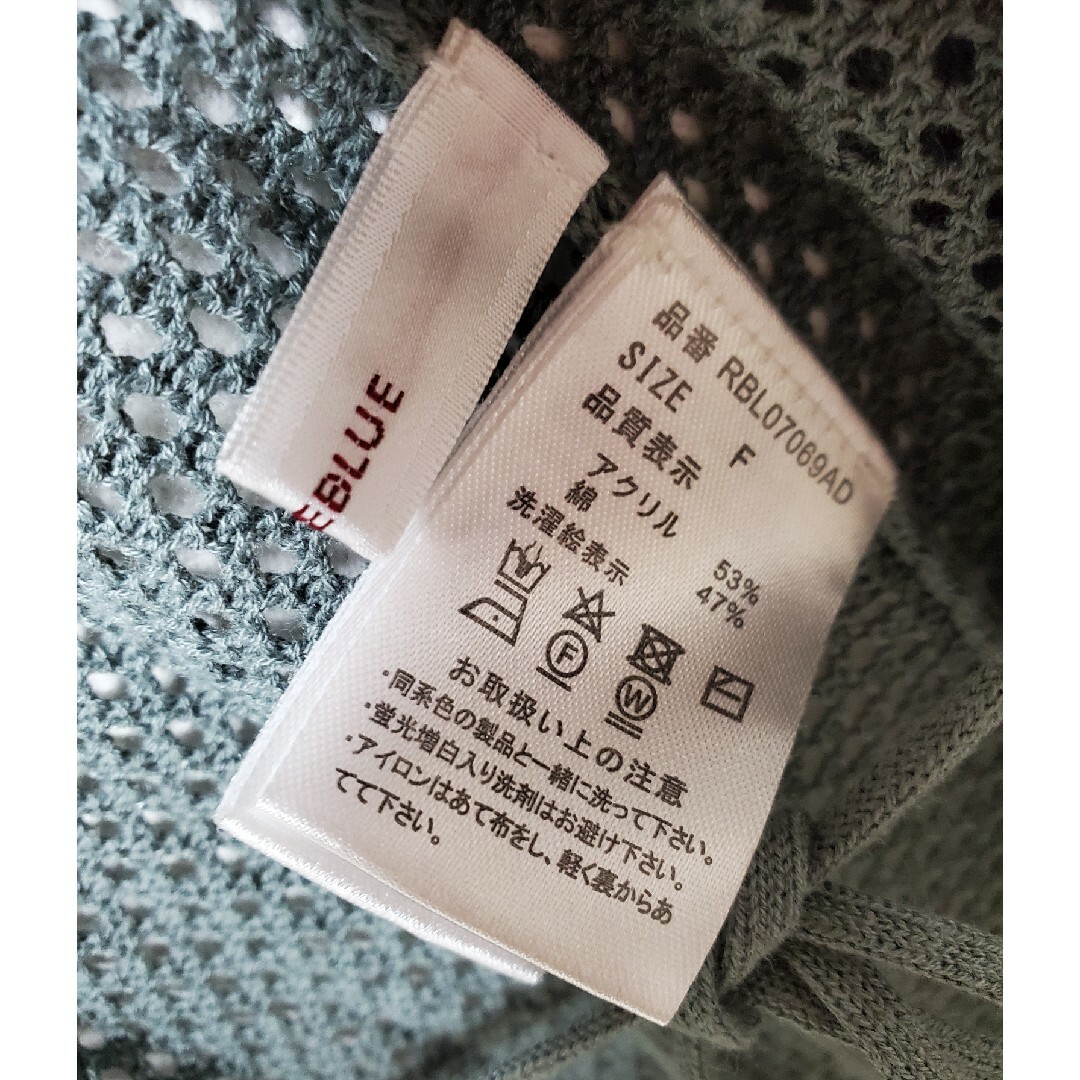 EBLUE
品番 RBL07069AD
SIZE F
品質表示
アクリル 53%
綿 47%
洗濯絵表示
F
W
お取扱い上の注意
・同系色の製品と一緒に洗って下さい。
・蛍光増白入り洗剤はお避け下さい。
・アイロンはあて布をし、軽く裏からあ
てて下さい。